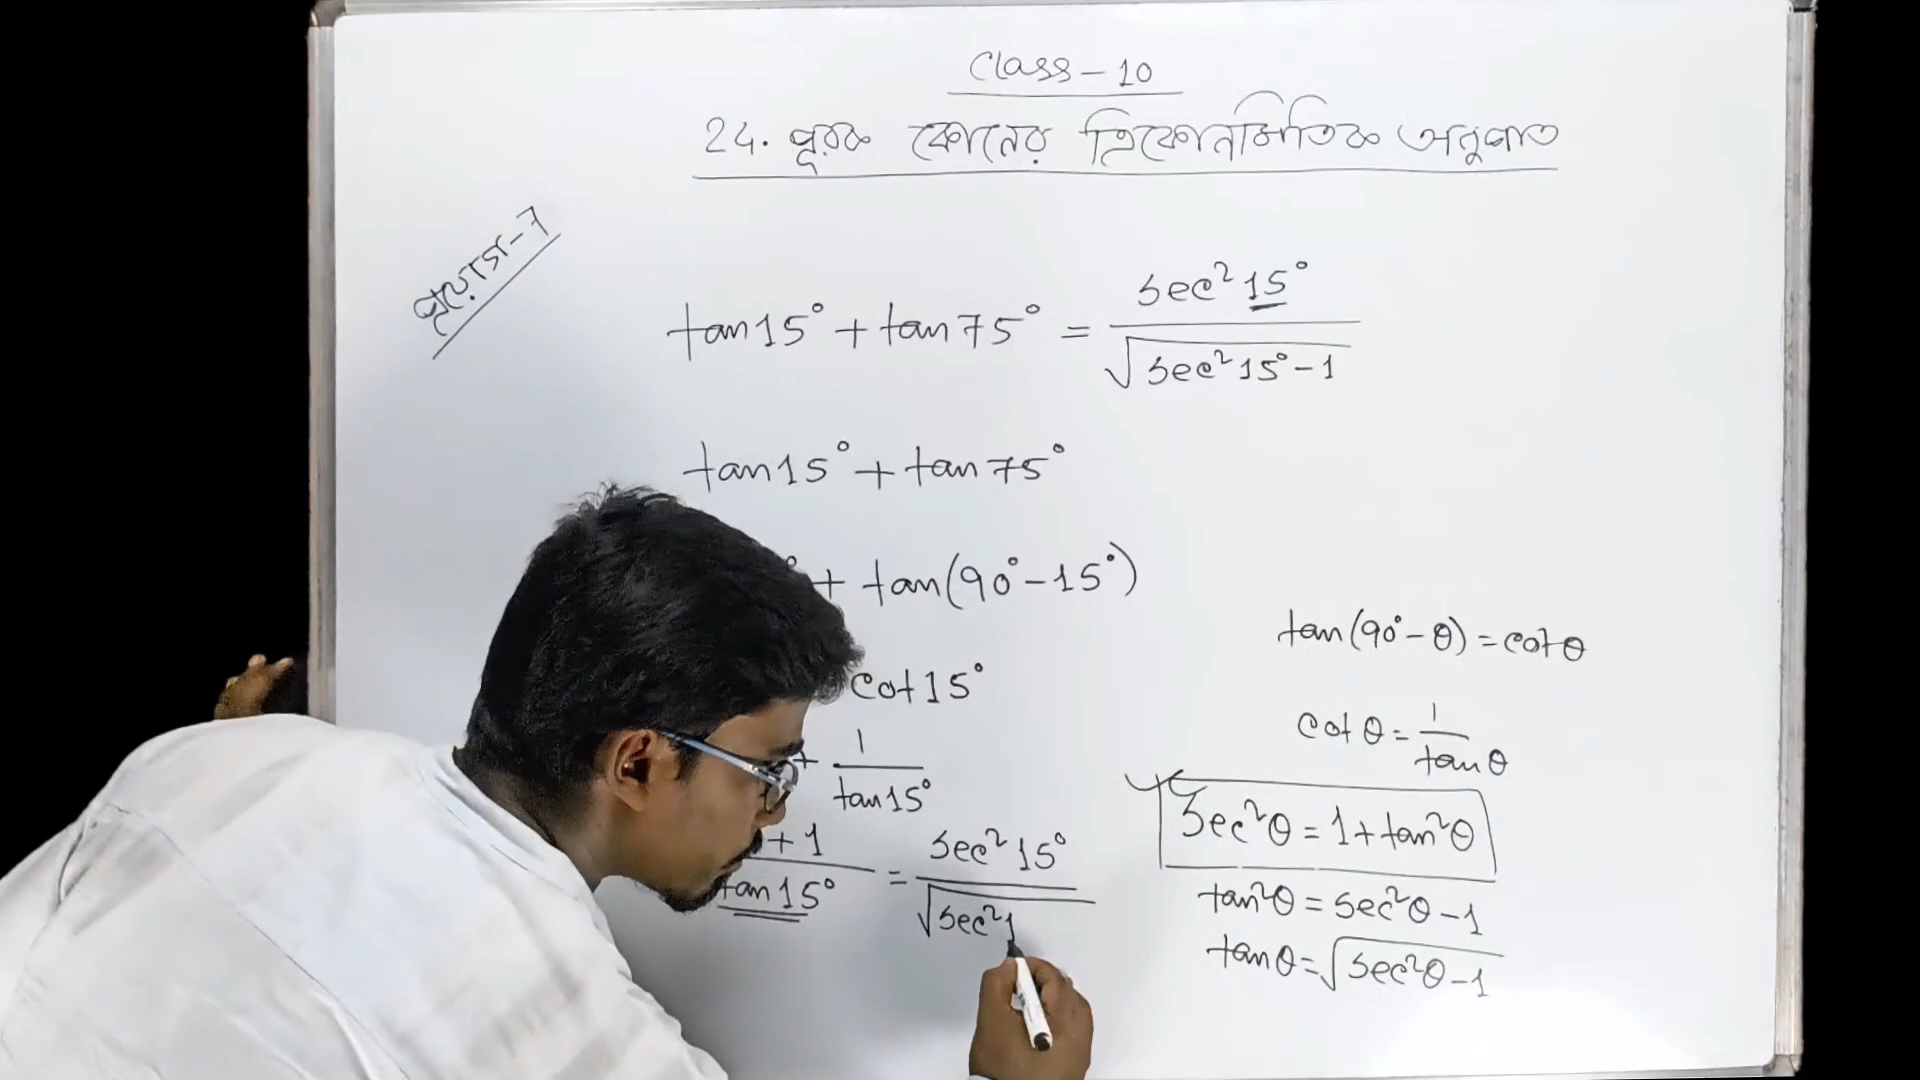 Class - 10
24. পূরক কোনের ত্রিকোনমিতিক অনুপাত
প্রয়োগ - 7
tan15° + tan75° = sec²15° / √(sec²15° - 1)
tan15° + tan75°
° + tan(90° - 15°)
cot15°
+ 1 / tan15°
+ 1 / tan15° = sec²15° / √(sec²1
tan(90° - θ) = cotθ
cotθ = 1 / tanθ
sec²θ = 1 + tan²θ
tan²θ = sec²θ - 1
tanθ = √(sec²θ - 1)